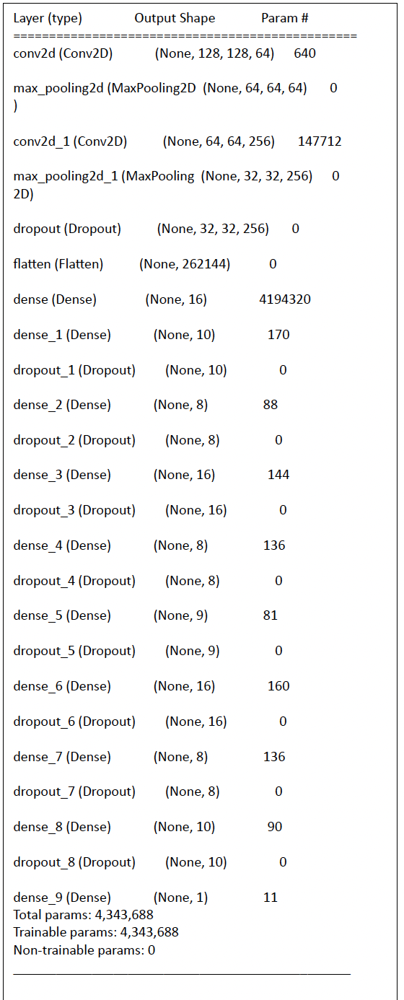 Layer (type) Output Shape Param #
================================================
conv2d (Conv2D) (None, 128, 128, 64) 640
max_pooling2d (MaxPooling2D (None, 64, 64, 64) 0
)
conv2d_1 (Conv2D) (None, 64, 64, 256) 147712
max_pooling2d_1 (MaxPooling (None, 32, 32, 256) 0
2D)
dropout (Dropout) (None, 32, 32, 256) 0
flatten (Flatten) (None, 262144) 0
dense (Dense) (None, 16) 4194320
dense_1 (Dense) (None, 10) 170
dropout_1 (Dropout) (None, 10) 0
dense_2 (Dense) (None, 8) 88
dropout_2 (Dropout) (None, 8) 0
dense_3 (Dense) (None, 16) 144
dropout_3 (Dropout) (None, 16) 0
dense_4 (Dense) (None, 8) 136
dropout_4 (Dropout) (None, 8) 0
dense_5 (Dense) (None, 9) 81
dropout_5 (Dropout) (None, 9) 0
dense_6 (Dense) (None, 16) 160
dropout_6 (Dropout) (None, 16) 0
dense_7 (Dense) (None, 8) 136
dropout_7 (Dropout) (None, 8) 0
dense_8 (Dense) (None, 10) 90
dropout_8 (Dropout) (None, 10) 0
dense_9 (Dense) (None, 1) 11
Total params: 4,343,688
Trainable params: 4,343,688
Non-trainable params: 0